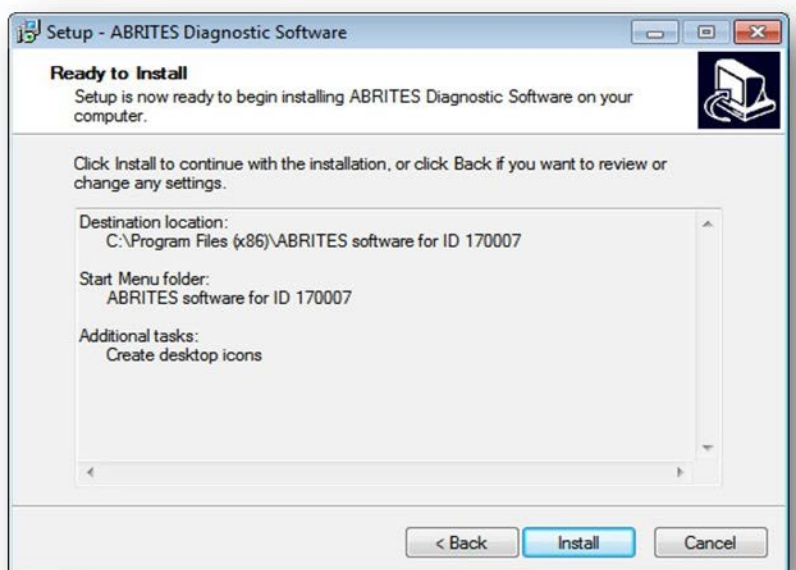 Setup - ABRITES Diagnostic Software
Ready to Install
Setup is now ready to begin installing ABRITES Diagnostic Software on your
computer.
Click Install to continue with the installation, or click Back if you want to review or
change any settings.
Destination location:
C:\Program Files (x86)\ABRITES software for ID 170007
Start Menu folder:
ABRITES software for ID 170007
Additional tasks:
Create desktop icons
< Back
Install
Cancel